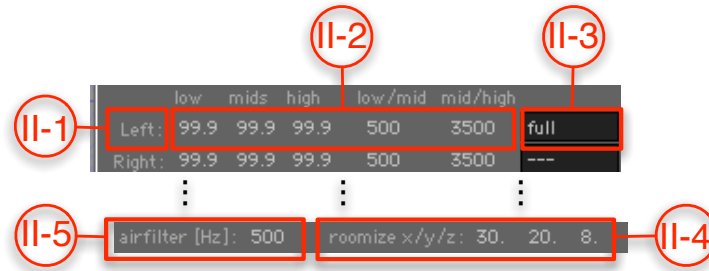 II-2 II-3
low mids high low/mid mid/high
II-1 Left: 99.9 99.9 99.9 500 3500 full
Right: 99.9 99.9 99.9 500 3500 ---
II-5 airfilter [Hz]: 500 roomize x/y/z: 30. 20. 8. II-4